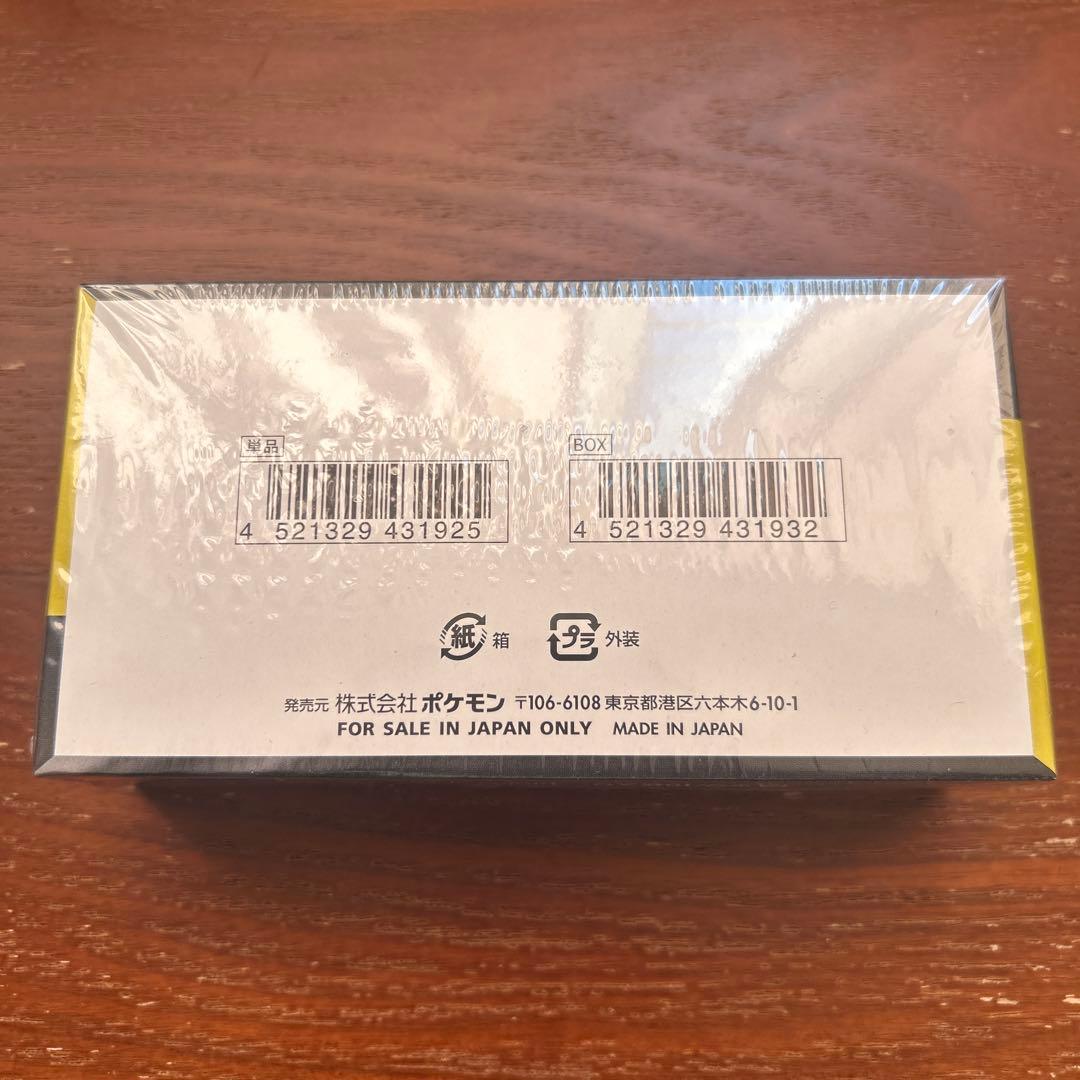 単品 BOX
4 521329 431925 4 521329 431932
紙 箱 プラ 外装
発売元 株式会社 ポケモン 〒106-6108 東京都港区六本木6-10-1
FOR SALE IN JAPAN ONLY MADE IN JAPAN